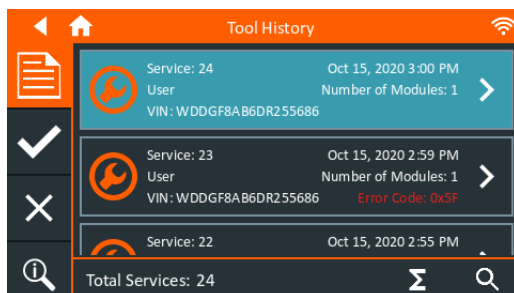 Tool History
Service: 24 Oct 15, 2020 3:00 PM
User Number of Modules: 1
VIN: WDDGF8AB6DR255686
Service: 23 Oct 15, 2020 2:59 PM
User Number of Modules: 1
VIN: WDDGF8AB6DR255686 Error Code: 0x5F
Service: 22 Oct 15, 2020 2:55 PM
Total Services: 24 Σ